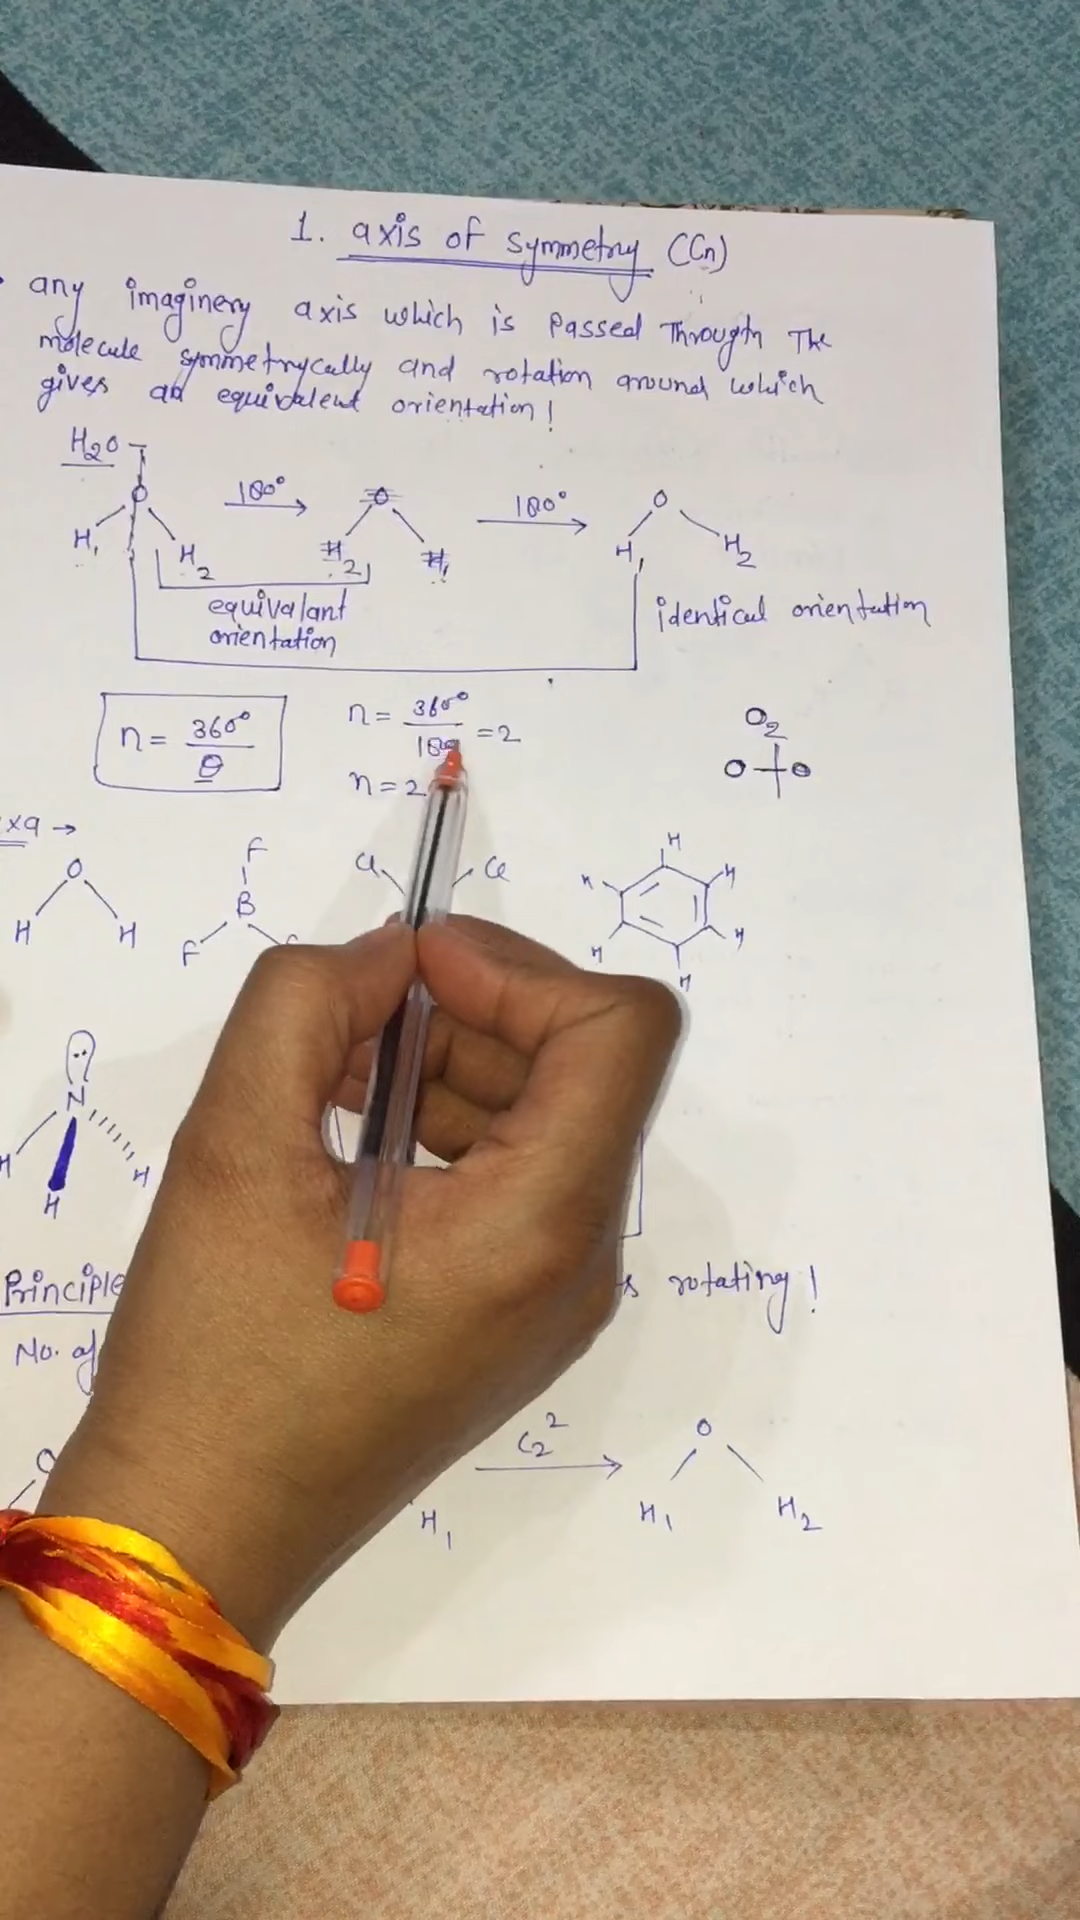 1. axis of symmetry (Cn)
any imaginery axis which is passed Through The
molecule symmetrycally and rotation around which
gives an equivalent orientation!
H2O
O 180° O 180° O
H1 H2 H2 H1 H1 H2
equivalant
orientation
identical orientation
n = 360° / θ
n = 360° / 180 = 2
n = 2
O2
O O
xa →
O
H H
F
B
F
Cl Cl
H
H H
H H
H
N
H H
H
Principle
s rotating!
No. of
O
H1
C2²
O
H1 H2